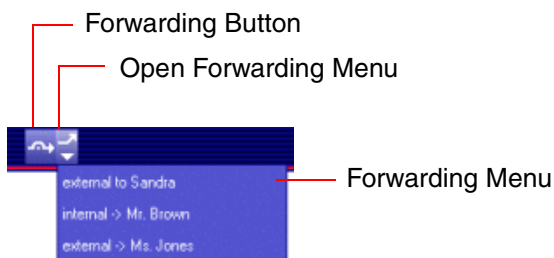 Forwarding Button
Open Forwarding Menu
external to Sandra
Forwarding Menu
internal -> Mr. Brown
external -> Ms. Jones